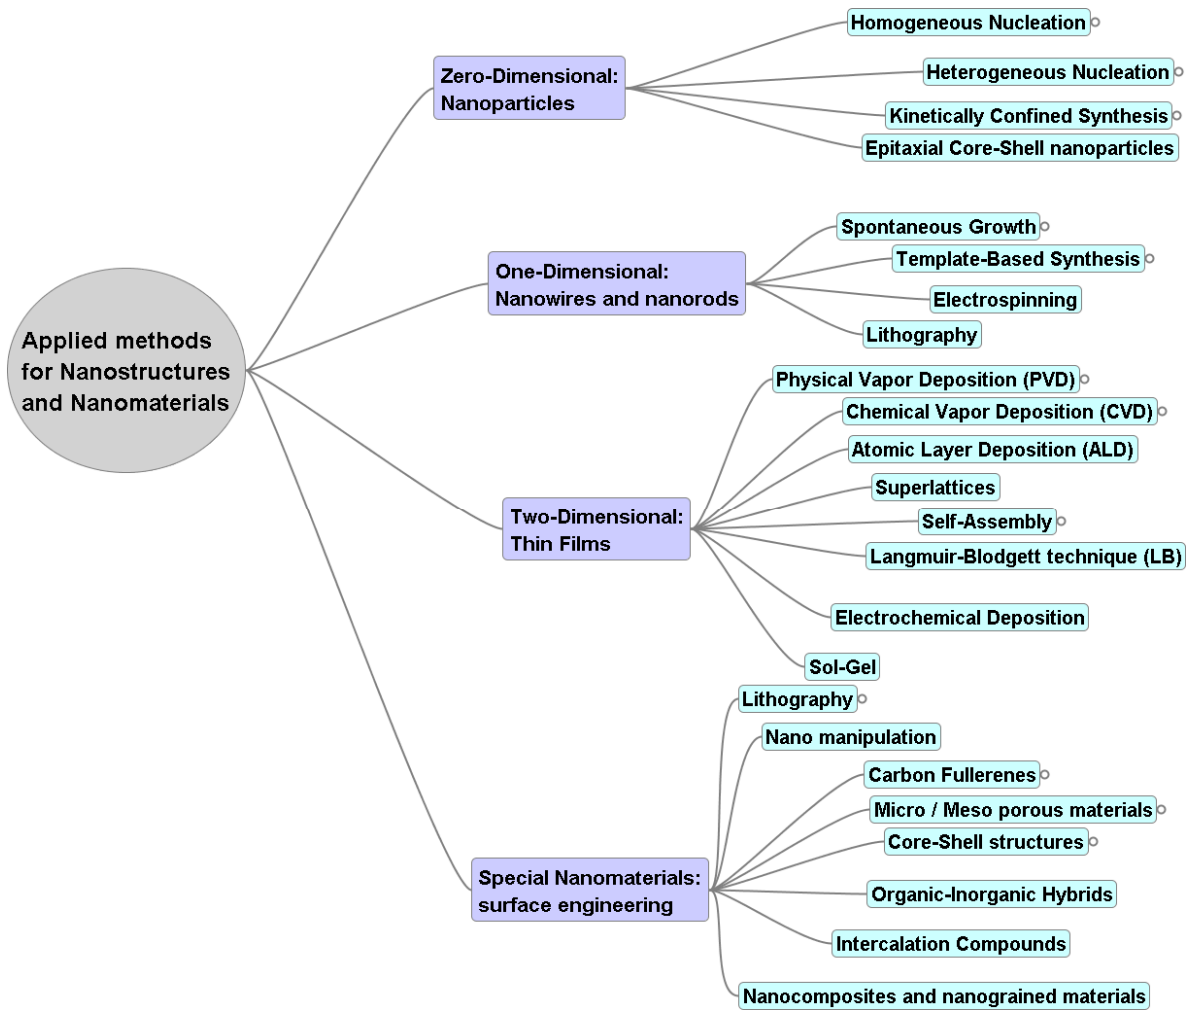 Applied methods
for Nanostructures
and Nanomaterials
Zero-Dimensional:
Nanoparticles
Homogeneous Nucleation
Heterogeneous Nucleation
Kinetically Confined Synthesis
Epitaxial Core-Shell nanoparticles
One-Dimensional:
Nanowires and nanorods
Spontaneous Growth
Template-Based Synthesis
Electrospinning
Lithography
Two-Dimensional:
Thin Films
Physical Vapor Deposition (PVD)
Chemical Vapor Deposition (CVD)
Atomic Layer Deposition (ALD)
Superlattices
Self-Assembly
Langmuir-Blodgett technique (LB)
Electrochemical Deposition
Sol-Gel
Special Nanomaterials:
surface engineering
Lithography
Nano manipulation
Carbon Fullerenes
Micro / Meso porous materials
Core-Shell structures
Organic-Inorganic Hybrids
Intercalation Compounds
Nanocomposites and nanograined materials